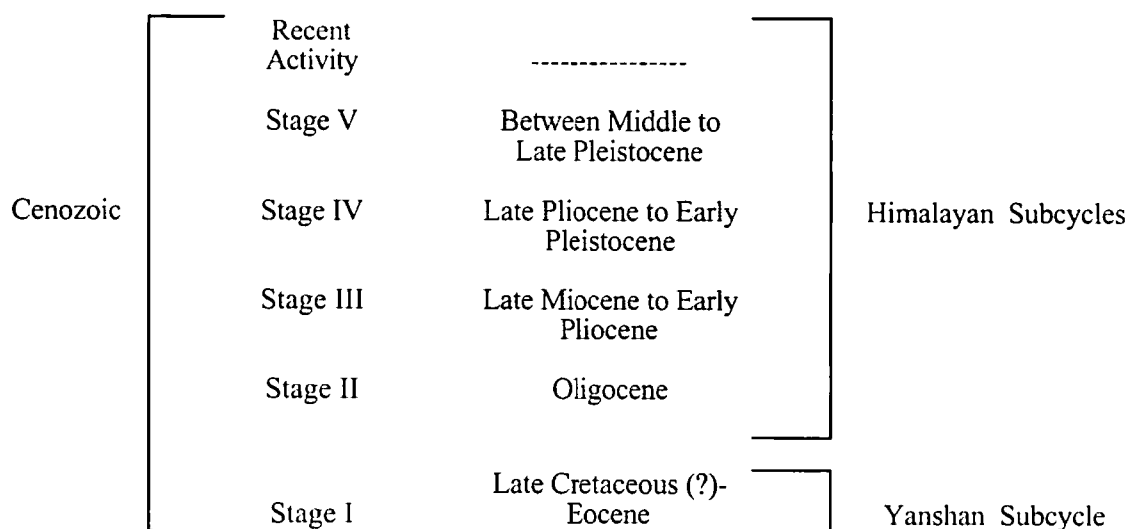 Recent
Activity
---------------
Stage V
Between Middle to
Late Pleistocene
Cenozoic
Stage IV
Late Pliocene to Early
Pleistocene
Himalayan Subcycles
Stage III
Late Miocene to Early
Pliocene
Stage II
Oligocene
Stage I
Late Cretaceous (?)-
Eocene
Yanshan Subcycle